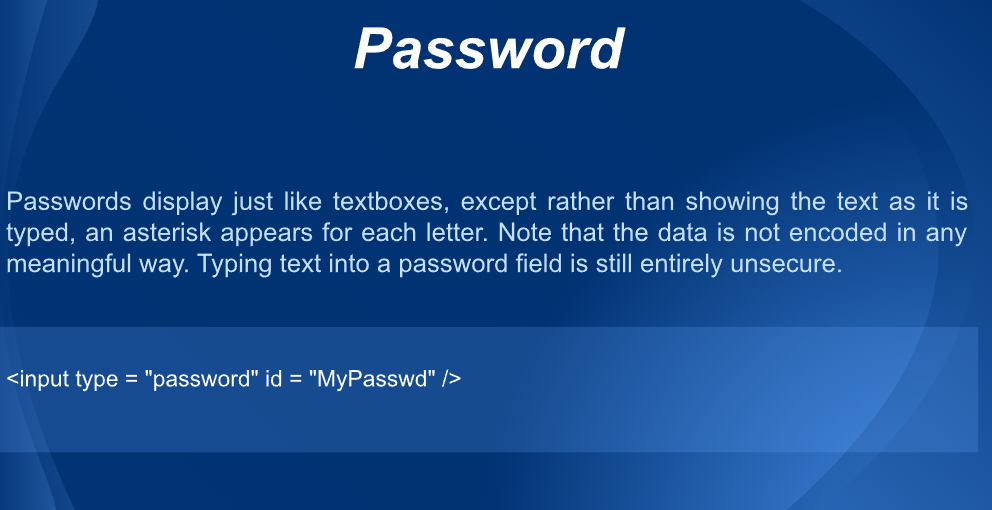 Password
Passwords display just like textboxes, except rather than showing the text as it is
typed, an asterisk appears for each letter. Note that the data is not encoded in any
meaningful way. Typing text into a password field is still entirely unsecure.
<input type = "password" id = "MyPasswd" />